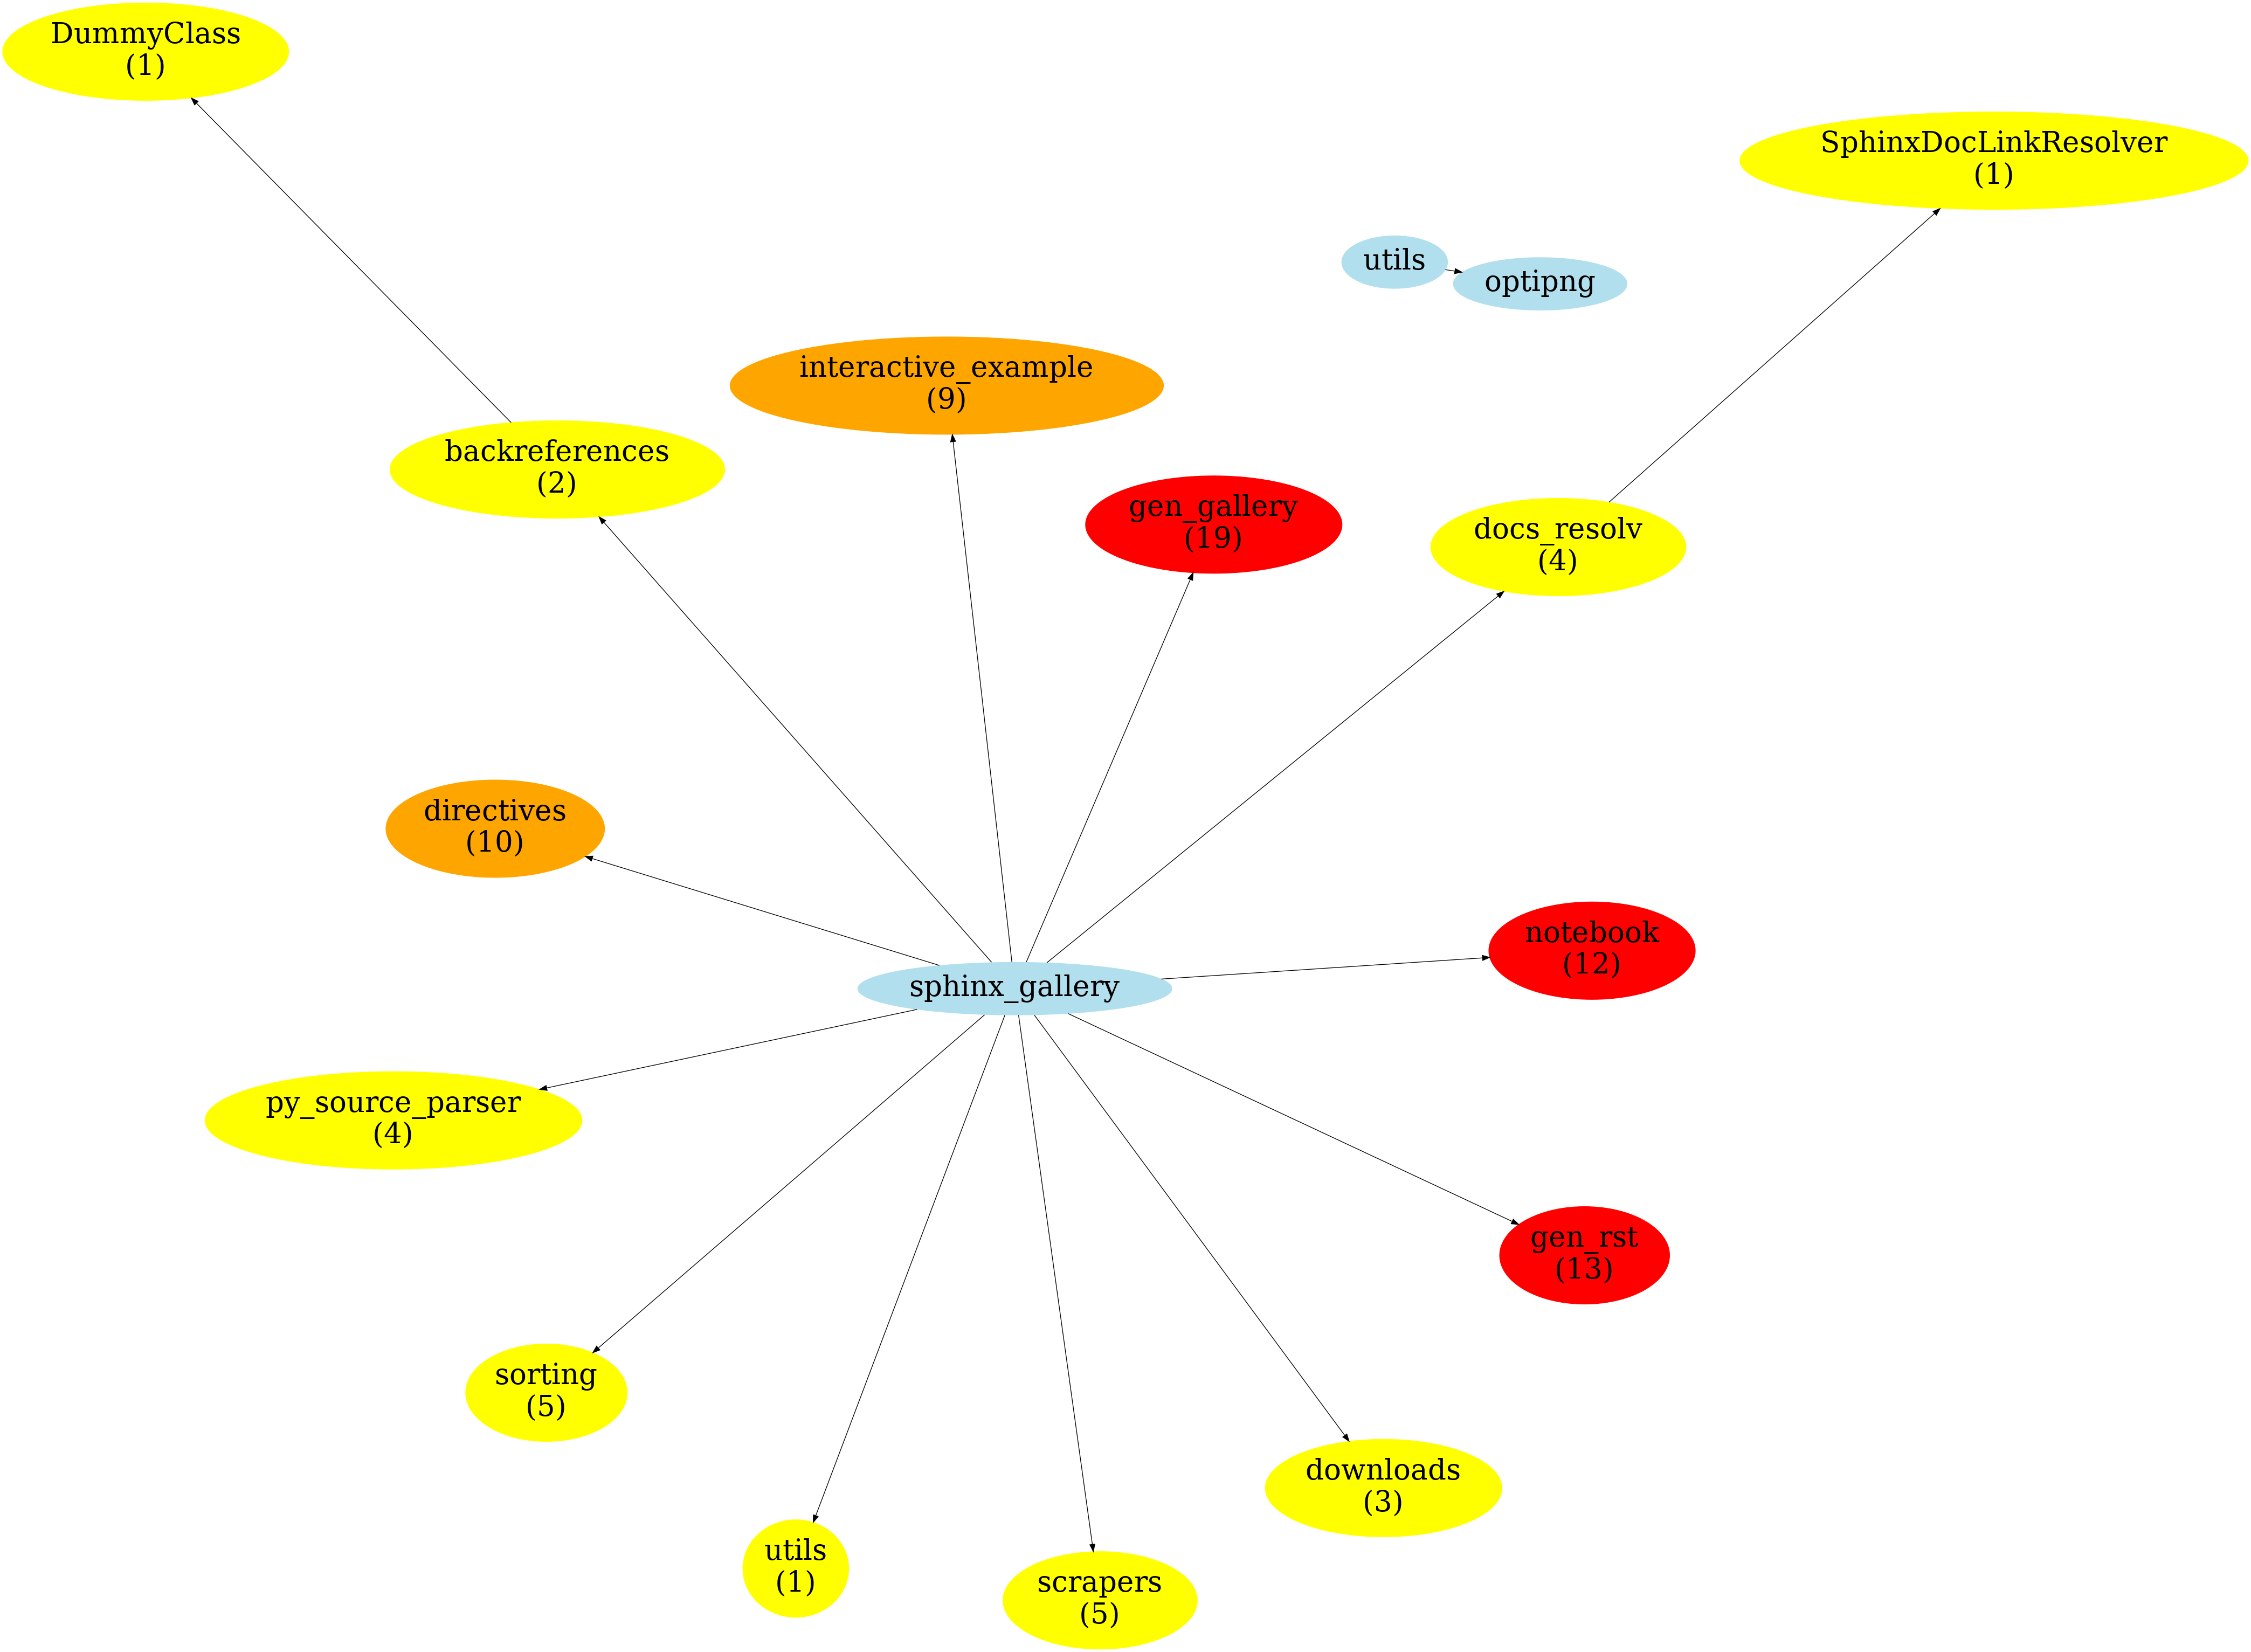 DummyClass
(1)
SphinxDocLinkResolver
(1)
utils
optipng
interactive_example
(9)
backreferences
(2)
gen_gallery
(19)
docs_resolv
(4)
directives
(10)
notebook
(12)
sphinx_gallery
py_source_parser
(4)
gen_rst
(13)
sorting
(5)
downloads
(3)
utils
(1)
scrapers
(5)